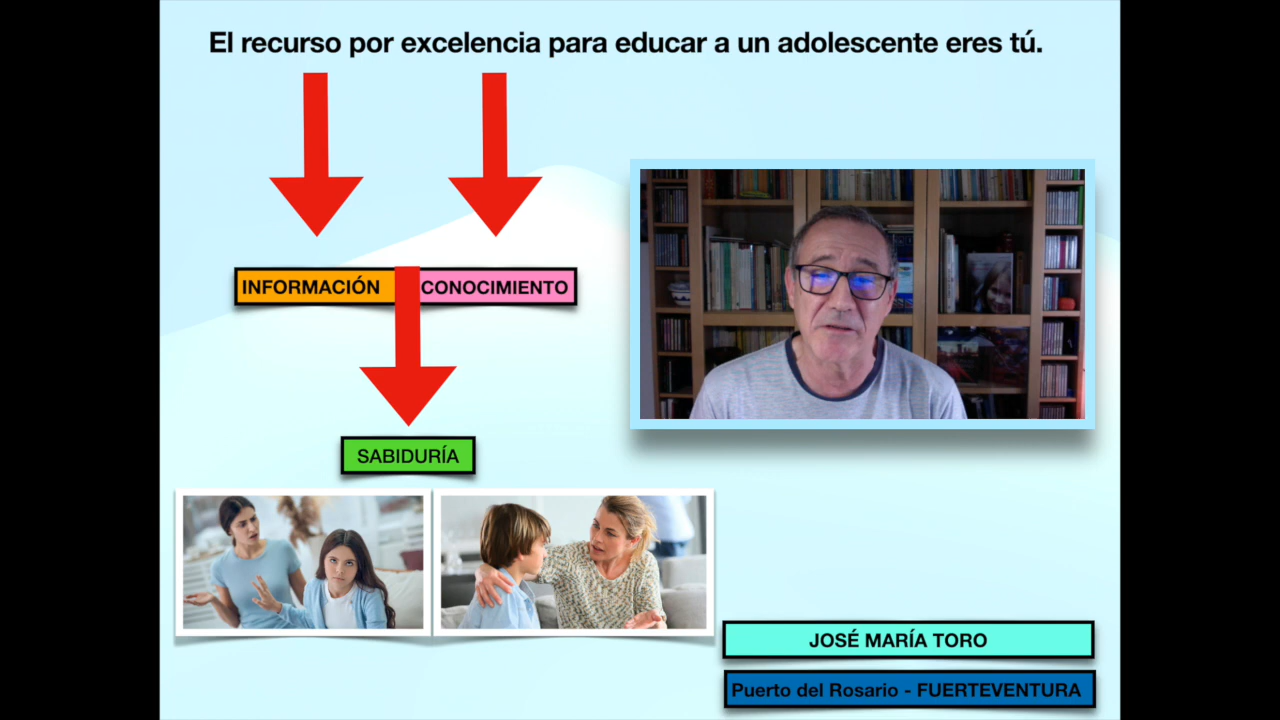 El recurso por excelencia para educar a un adolescente eres tú.
INFORMACIÓN
CONOCIMIENTO
SABIDURÍA
JOSÉ MARÍA TORO
Puerto del Rosario - FUERTEVENTURA